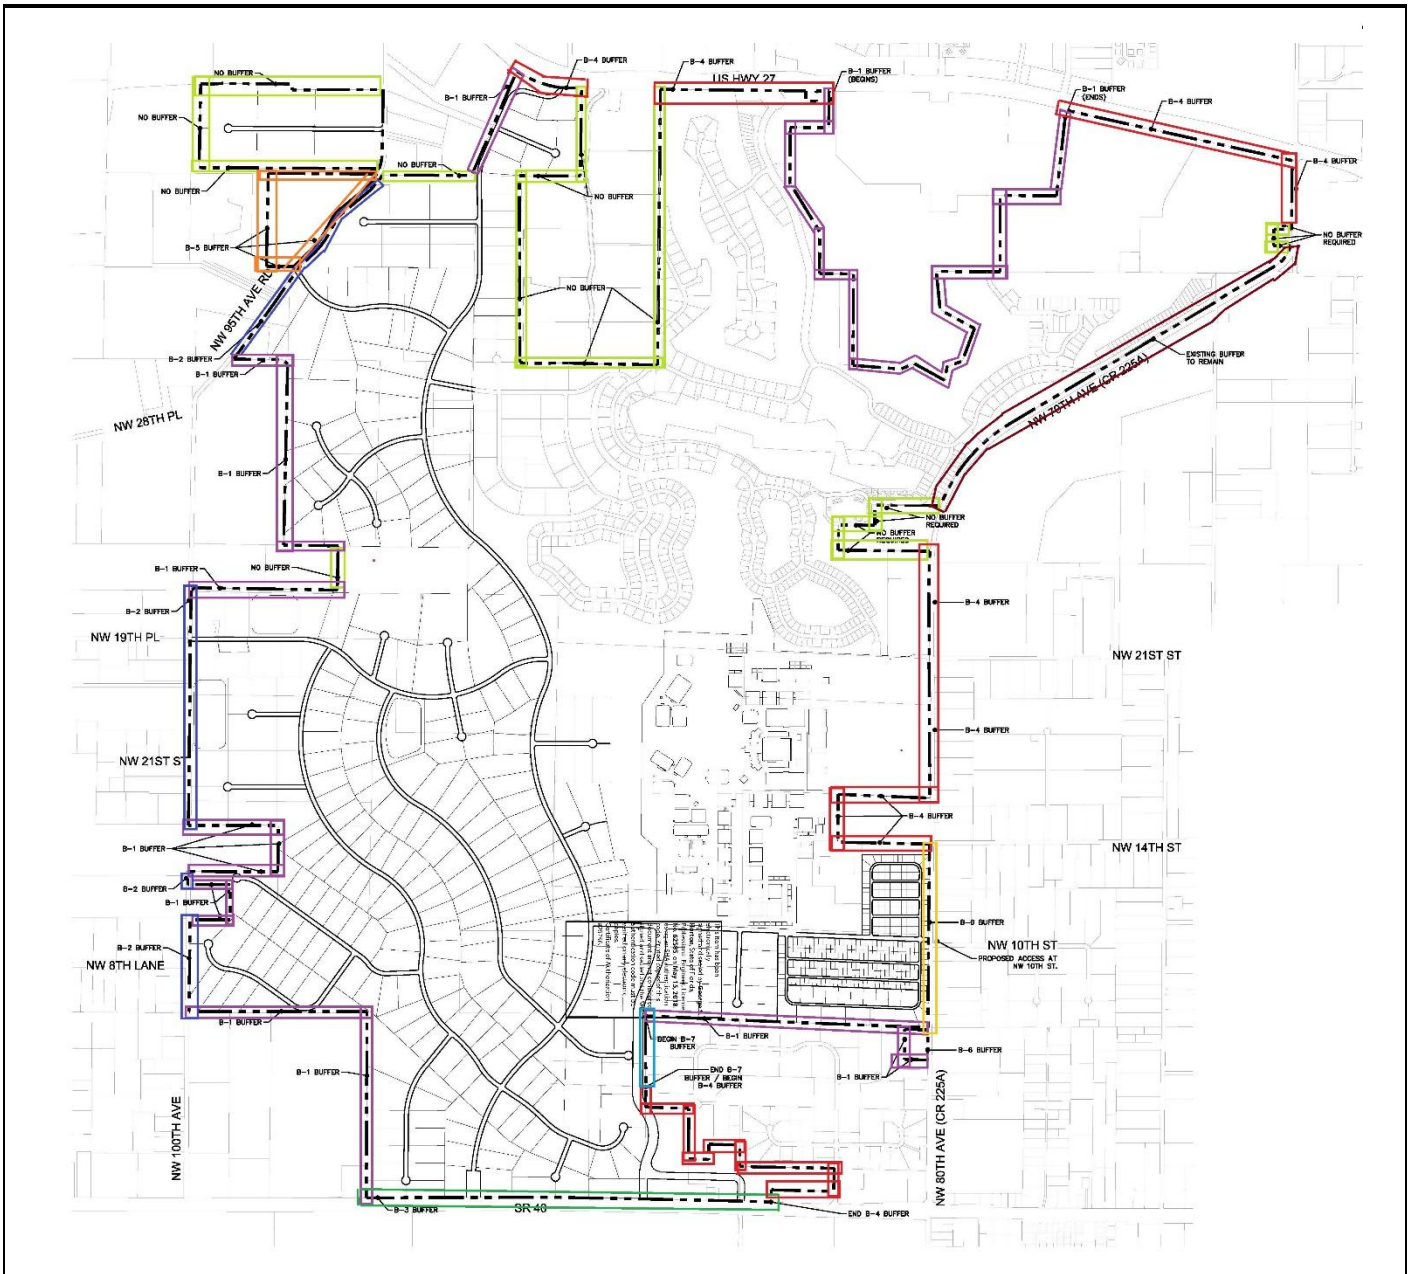 NO BUFFER
B-4 BUFFER
B-4 BUFFER
US HWY 27
B-1 BUFFER
(BEGINS)
B-1 BUFFER
B-1 BUFFER
(ENDS)
B-4 BUFFER
NO BUFFER
NO BUFFER
B-4 BUFFER
NO BUFFER
NO BUFFER
NO BUFFER
REQUIRED
B-5 BUFFER
NO BUFFER
NW 95TH AVE RD
B-2 BUFFER
B-1 BUFFER
EXISTING BUFFER
TO REMAIN
NW 70TH AVE (CR 225A)
NW 28TH PL
B-1 BUFFER
NO BUFFER
REQUIRED
NO BUFFER
REQUIRED
B-1 BUFFER
NO BUFFER
B-2 BUFFER
B-4 BUFFER
NW 19TH PL
NW 21ST ST
B-4 BUFFER
NW 21ST ST
B-4 BUFFER
B-1 BUFFER
NW 14TH ST
B-2 BUFFER
B-1 BUFFER
BUFFER
B-2 BUFFER
NW 10TH ST
PROPOSED ACCESS AT
NW 10TH ST.
NW 8TH LANE
B-1 BUFFER
BEGIN B-7
BUFFER
B-1 BUFFER
B-6 BUFFER
END B-7
BUFFER / BEGIN
B-4 BUFFER
B-1 BUFFER
B-1 BUFFER
NW 100TH AVE
NW 80TH AVE (CR 225A)
B-3 BUFFER
SR 40
END B-4 BUFFER